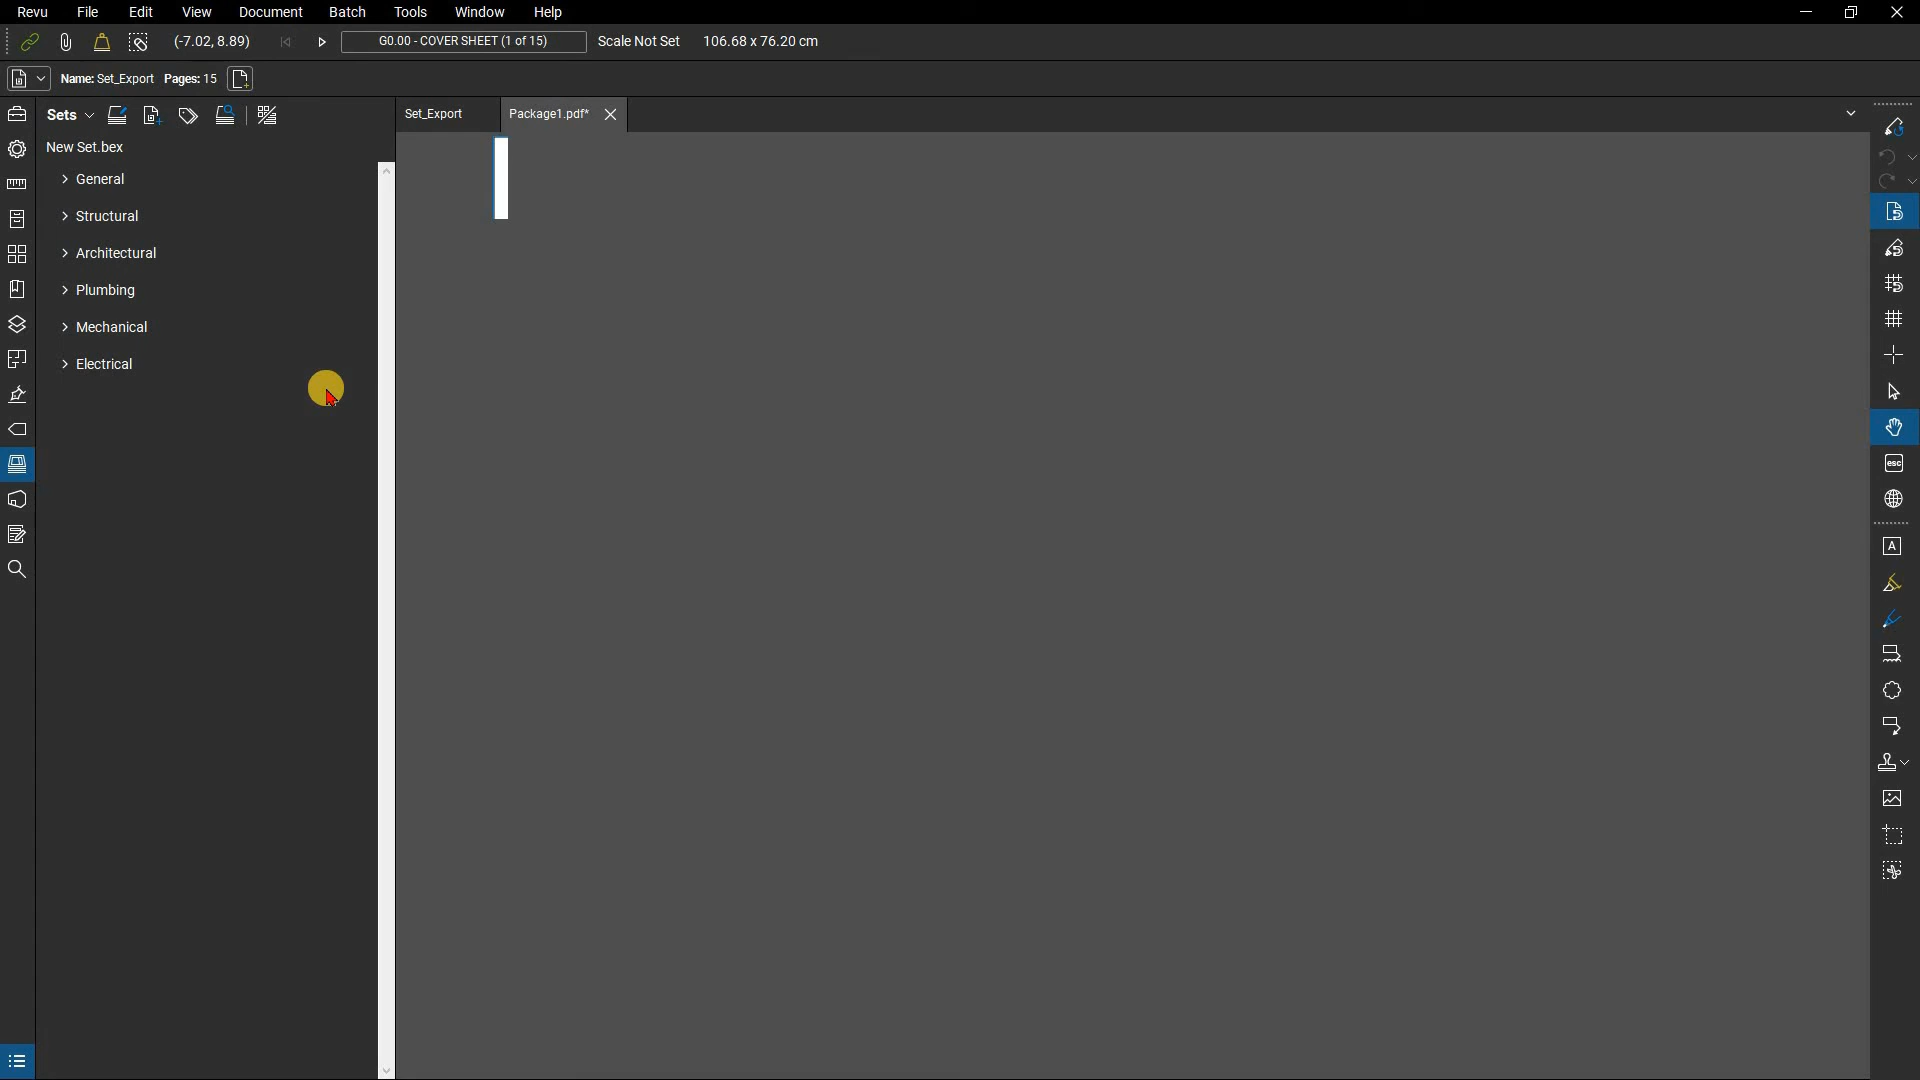 Revu File Edit View Document Batch Tools Window Help
(-7.02, 8.89) G0.00 - COVER SHEET (1 of 15) Scale Not Set 106.68 x 76.20 cm
Name: Set_Export Pages: 15
Sets
Set_Export Package1.pdf*
New Set.bex
General
Structural
Architectural
Plumbing
Mechanical
Electrical
esc
A